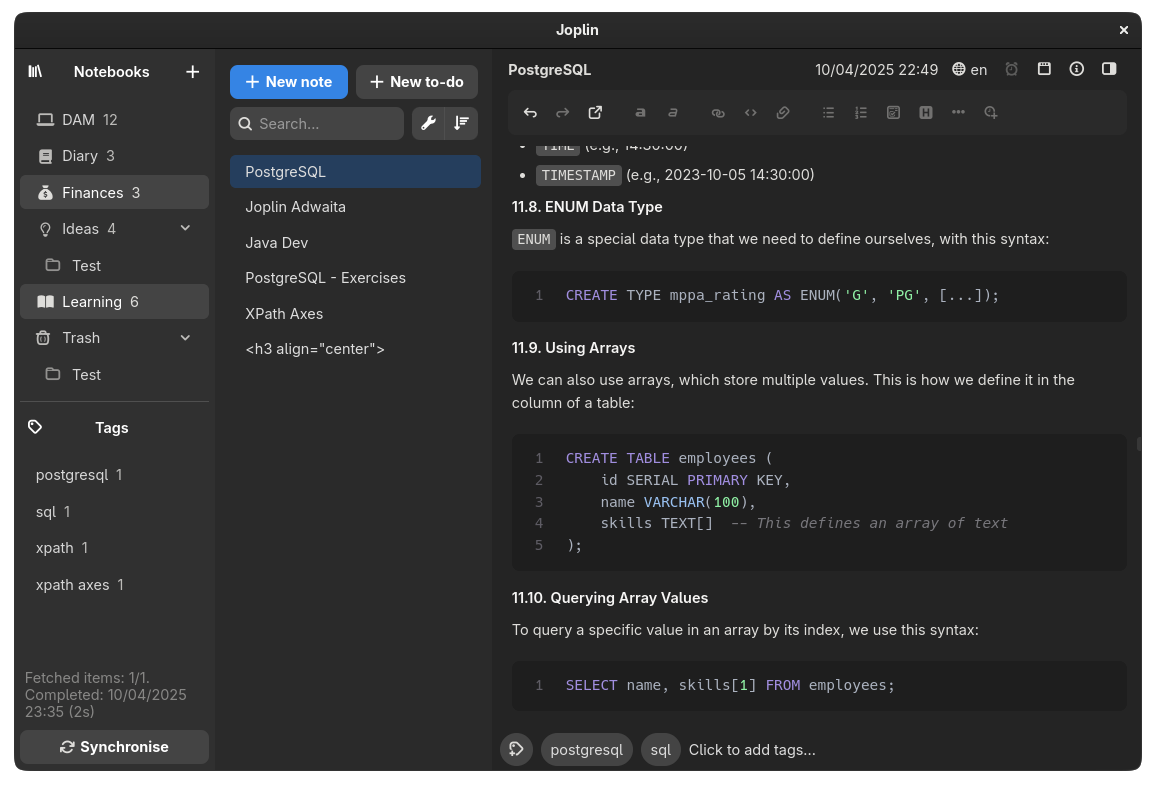 Joplin
Notebooks
DAM 12
Diary 3
Finances 3
Ideas 4
Test
Learning 6
Trash
Test
Tags
postgresql 1
sql 1
xpath 1
xpath axes 1
Fetched items: 1/1.
Completed: 10/04/2025
23:35 (2s)
Synchronise
New note
New to-do
Search...
PostgreSQL
Joplin Adwaita
Java Dev
PostgreSQL - Exercises
XPath Axes
<h3 align="center">
PostgreSQL
10/04/2025 22:49
en
• TIME (e.g., 14:30:00)
• TIMESTAMP (e.g., 2023-10-05 14:30:00)
11.8. ENUM Data Type
ENUM is a special data type that we need to define ourselves, with this syntax:
1 CREATE TYPE mppa_rating AS ENUM('G', 'PG', [...]);
11.9. Using Arrays
We can also use arrays, which store multiple values. This is how we define it in the
column of a table:
1 CREATE TABLE employees (
2     id SERIAL PRIMARY KEY,
3     name VARCHAR(100),
4     skills TEXT[]  -- This defines an array of text
5 );
11.10. Querying Array Values
To query a specific value in an array by its index, we use this syntax:
1 SELECT name, skills[1] FROM employees;
postgresql
sql
Click to add tags...